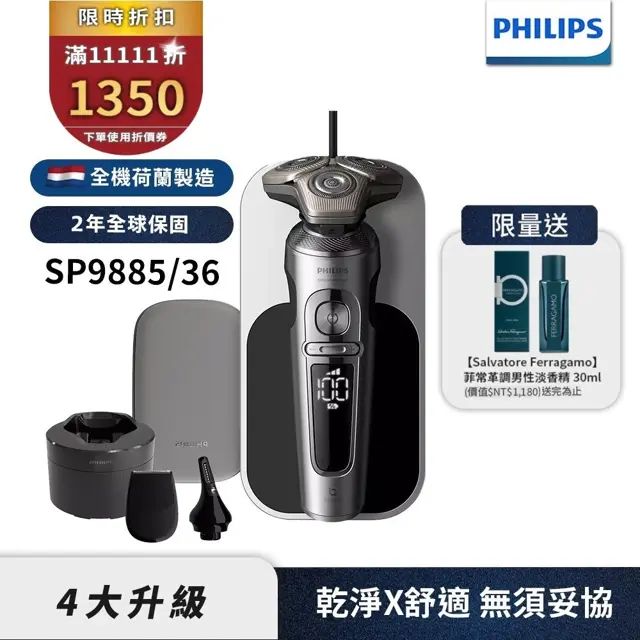 限時折扣
滿11111折
1350
下單使用折價券
PHILIPS
全機荷蘭製造
2年全球保固
SP9885/36
PHILIPS
100
PHILIPS
PHILIPS
限量送
FERRAGAMO
【Salvatore Ferragamo】
菲常革調男性淡香精 30ml
(價值$NT$1,180)送完為止
4大升級
乾淨X舒適 無須妥協